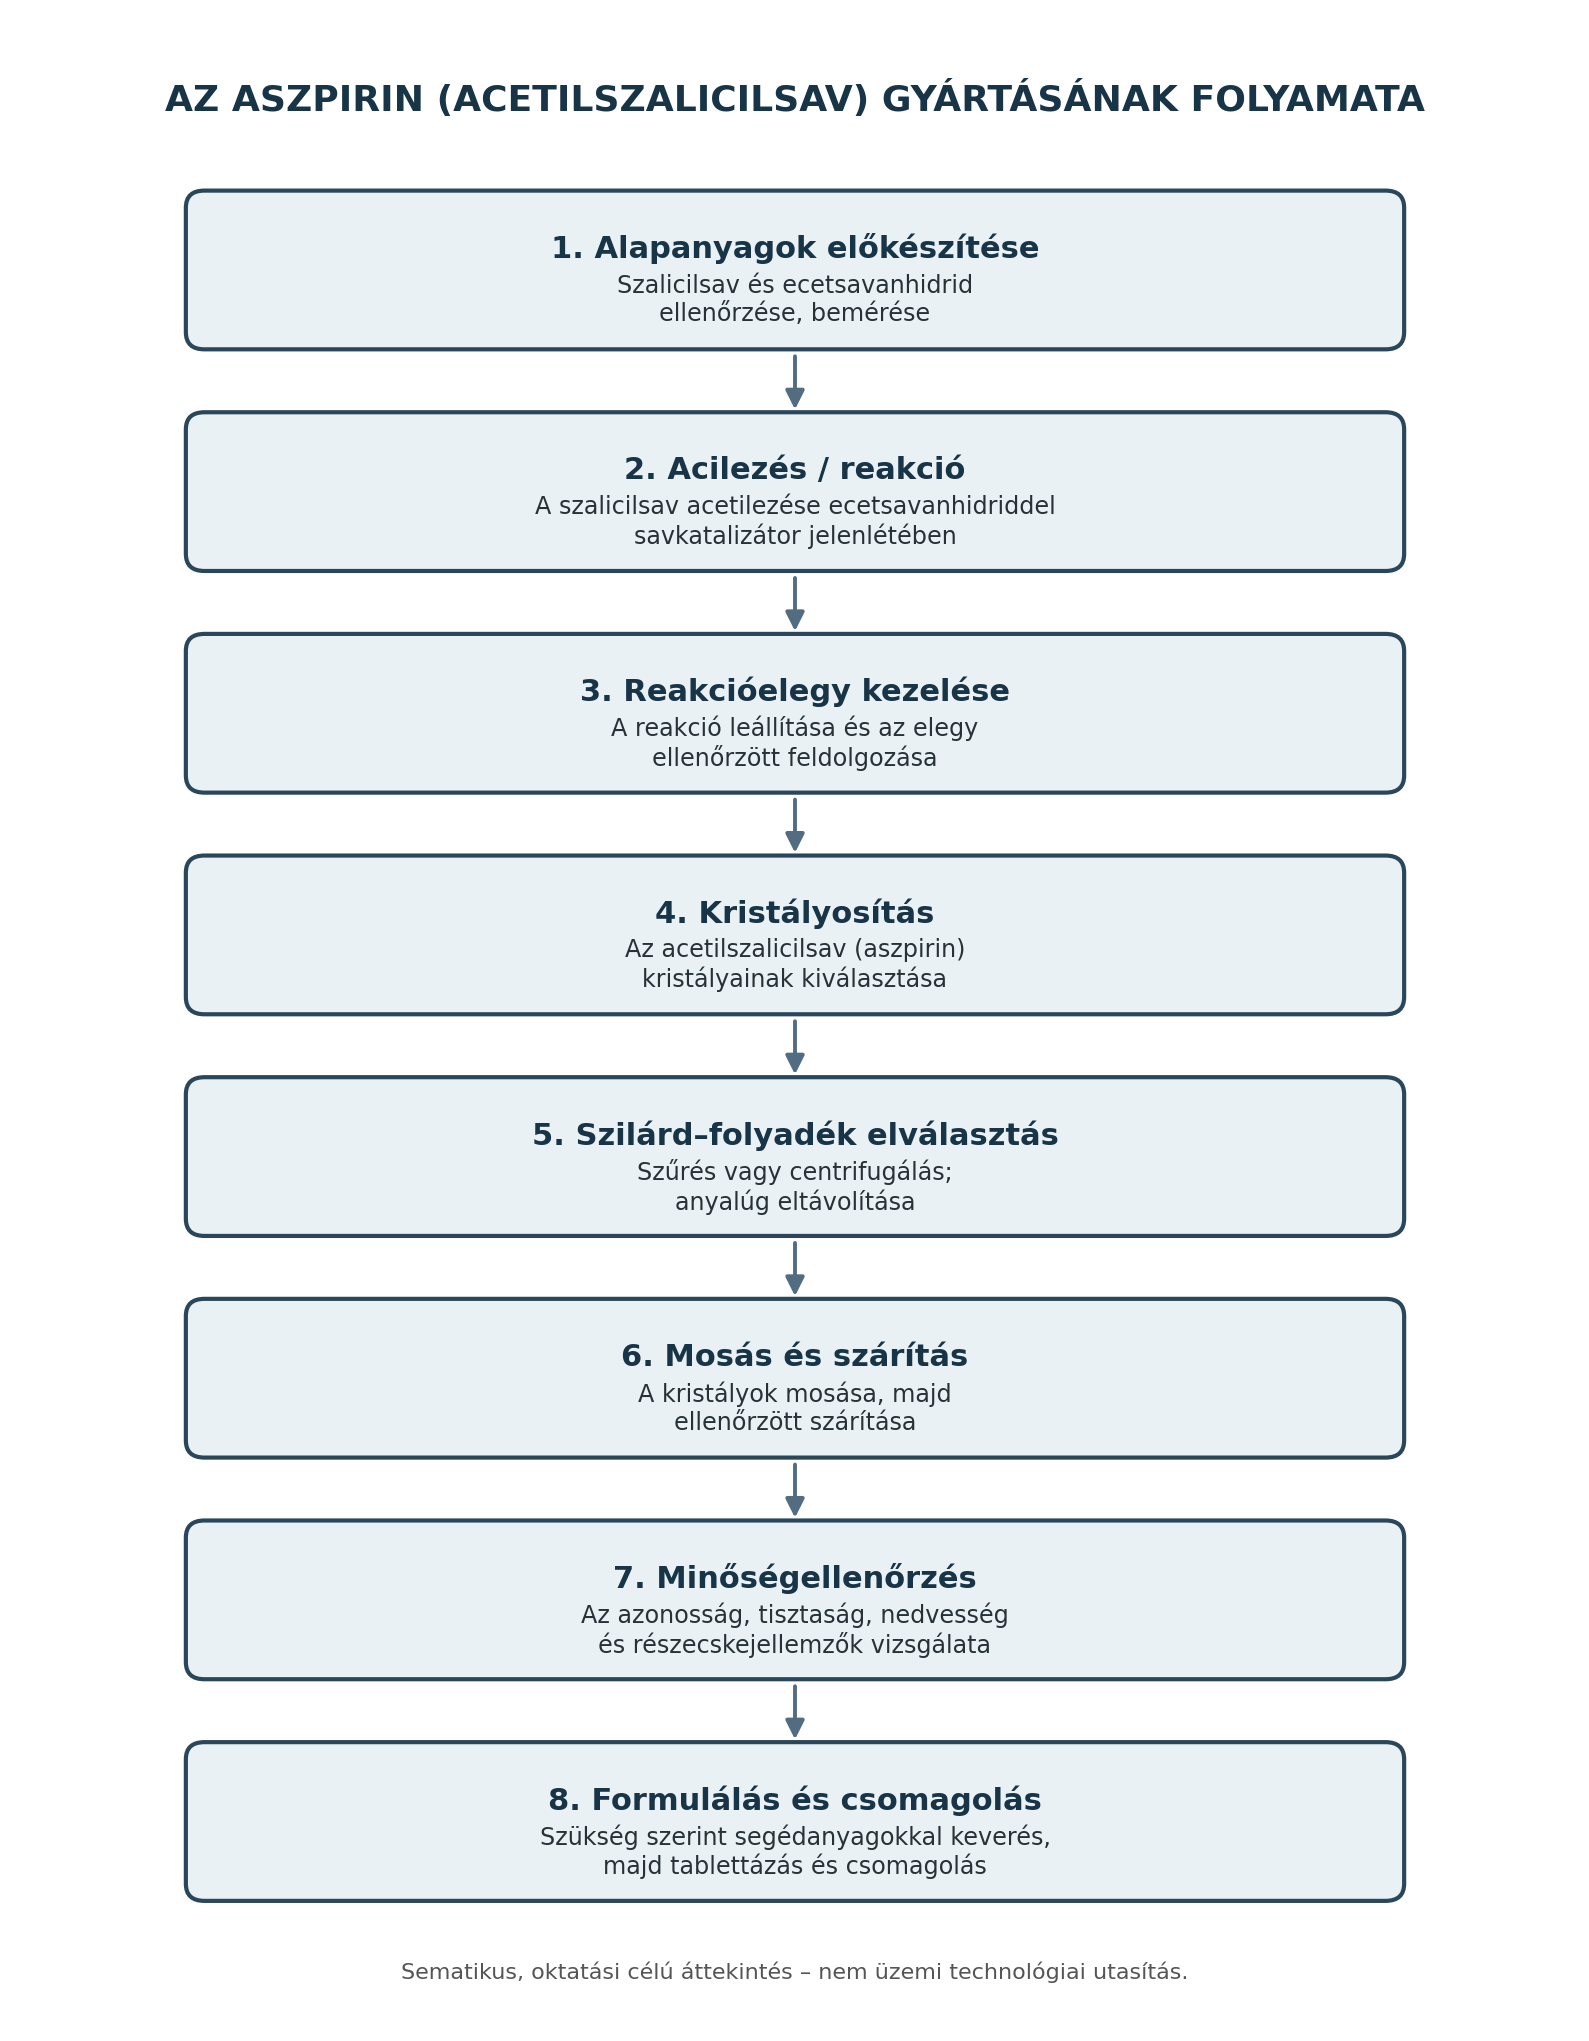 AZ ASZPIRIN (ACETILSZALICILSAV) GYÁRTÁSÁNAK FOLYAMATA
1. Alapanyagok előkészítése
Szalicilsav és ecetsavanhidrid
ellenőrzése, bemérése
2. Acilezés / reakció
A szalicilsav acetilezése ecetsavanhidriddel
savkatalizátor jelenlétében
3. Reakcióelegy kezelése
A reakció leállítása és az elegy
ellenőrzött feldolgozása
4. Kristályosítás
Az acetilszalicilsav (aszpirin)
kristályainak kiválasztása
5. Szilárd–folyadék elválasztás
Szűrés vagy centrifugálás;
anyalúg eltávolítása
6. Mosás és szárítás
A kristályok mosása, majd
ellenőrzött szárítása
7. Minőségellenőrzés
Az azonosság, tisztaság, nedvesség
és részecskejellemzők vizsgálata
8. Formulálás és csomagolás
Szükség szerint segédanyagokkal keverés,
majd tablettázás és csomagolás
Sematikus, oktatási célú áttekintés – nem üzemi technológiai utasítás.